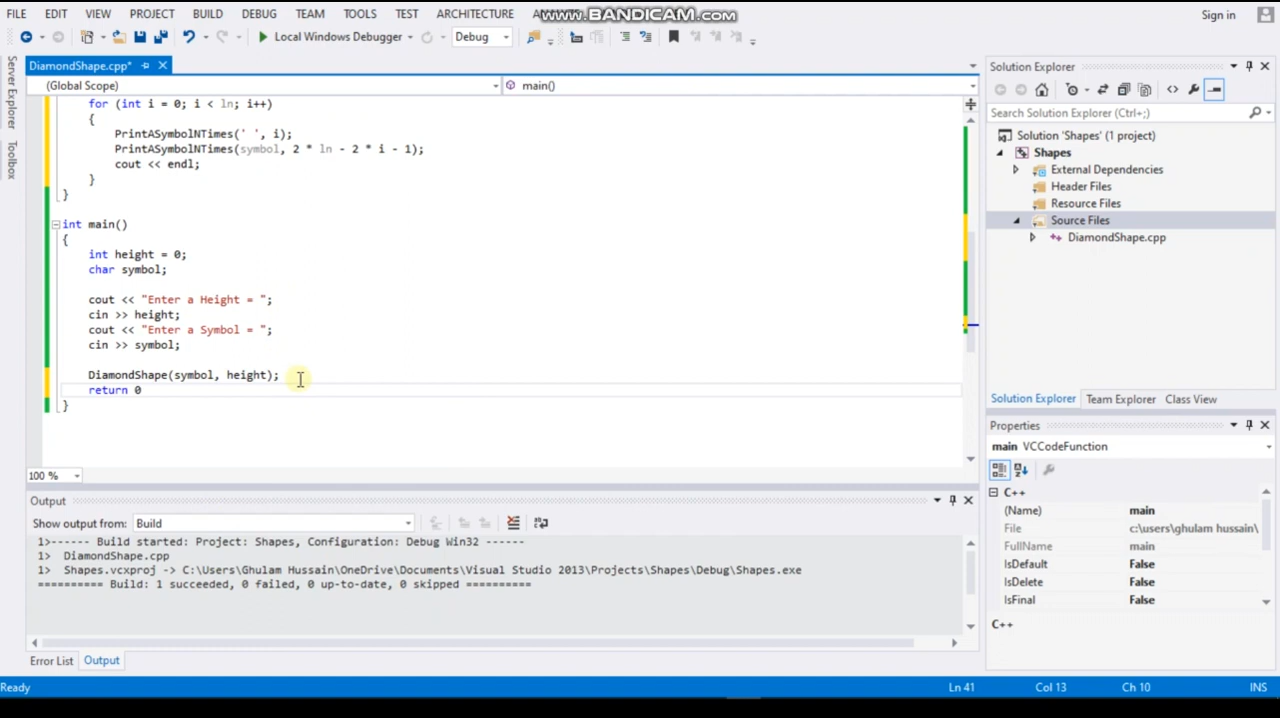 FILE EDIT VIEW PROJECT BUILD DEBUG TEAM TOOLS TEST ARCHITECTURE
www.BANDICAM.com
Sign in
Local Windows Debugger
Debug
Server Explorer
Toolbox
DiamondShape.cpp*
(Global Scope)
main()
for (int i = 0; i < ln; i++)
{
PrintASymbolNTimes(' ', i);
PrintASymbolNTimes(symbol, 2 * ln - 2 * i - 1);
cout << endl;
}
}
int main()
{
int height = 0;
char symbol;
cout << "Enter a Height = ";
cin >> height;
cout << "Enter a Symbol = ";
cin >> symbol;
DiamondShape(symbol, height);
return 0
}
100 %
Output
Show output from: Build
1>------ Build started: Project: Shapes, Configuration: Debug Win32 ------
1>  DiamondShape.cpp
1>  Shapes.vcxproj -> C:\Users\Ghulam Hussain\OneDrive\Documents\Visual Studio 2013\Projects\Shapes\Debug\Shapes.exe
========== Build: 1 succeeded, 0 failed, 0 up-to-date, 0 skipped ==========
Error List Output
Solution Explorer
Search Solution Explorer (Ctrl+;)
Solution 'Shapes' (1 project)
Shapes
External Dependencies
Header Files
Resource Files
Source Files
DiamondShape.cpp
Solution Explorer Team Explorer Class View
Properties
main VCCodeFunction
C++
(Name) main
File c:\users\ghulam hussain\
FullName main
IsDefault False
IsDelete False
IsFinal False
C++
Ready
Ln 41 Col 13 Ch 10 INS